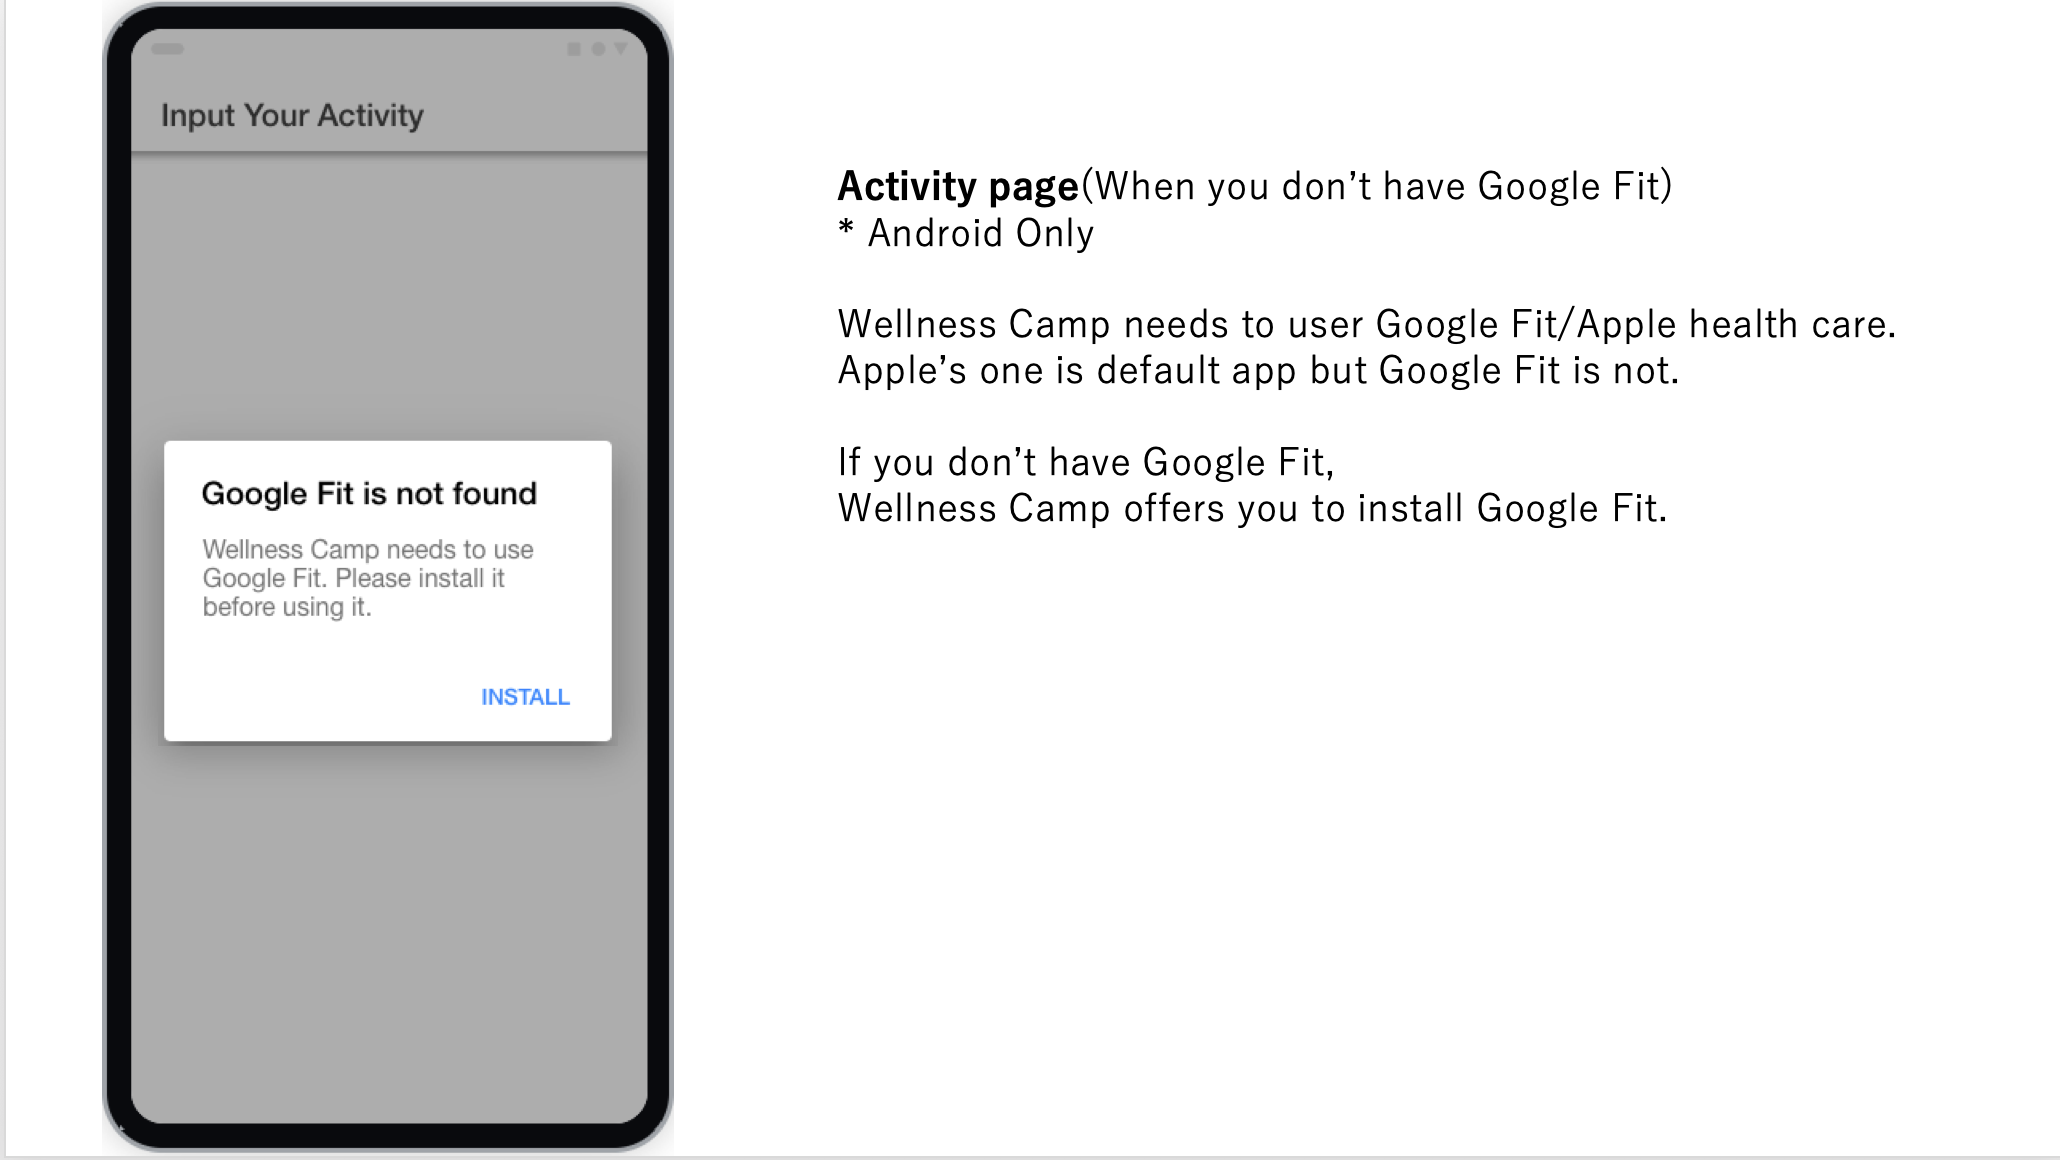 Input Your Activity
Google Fit is not found
Wellness Camp needs to use
Google Fit. Please install it
before using it.
INSTALL
Activity page(When you don’t have Google Fit)
* Android Only
Wellness Camp needs to user Google Fit/Apple health care.
Apple’s one is default app but Google Fit is not.
If you don’t have Google Fit,
Wellness Camp offers you to install Google Fit.